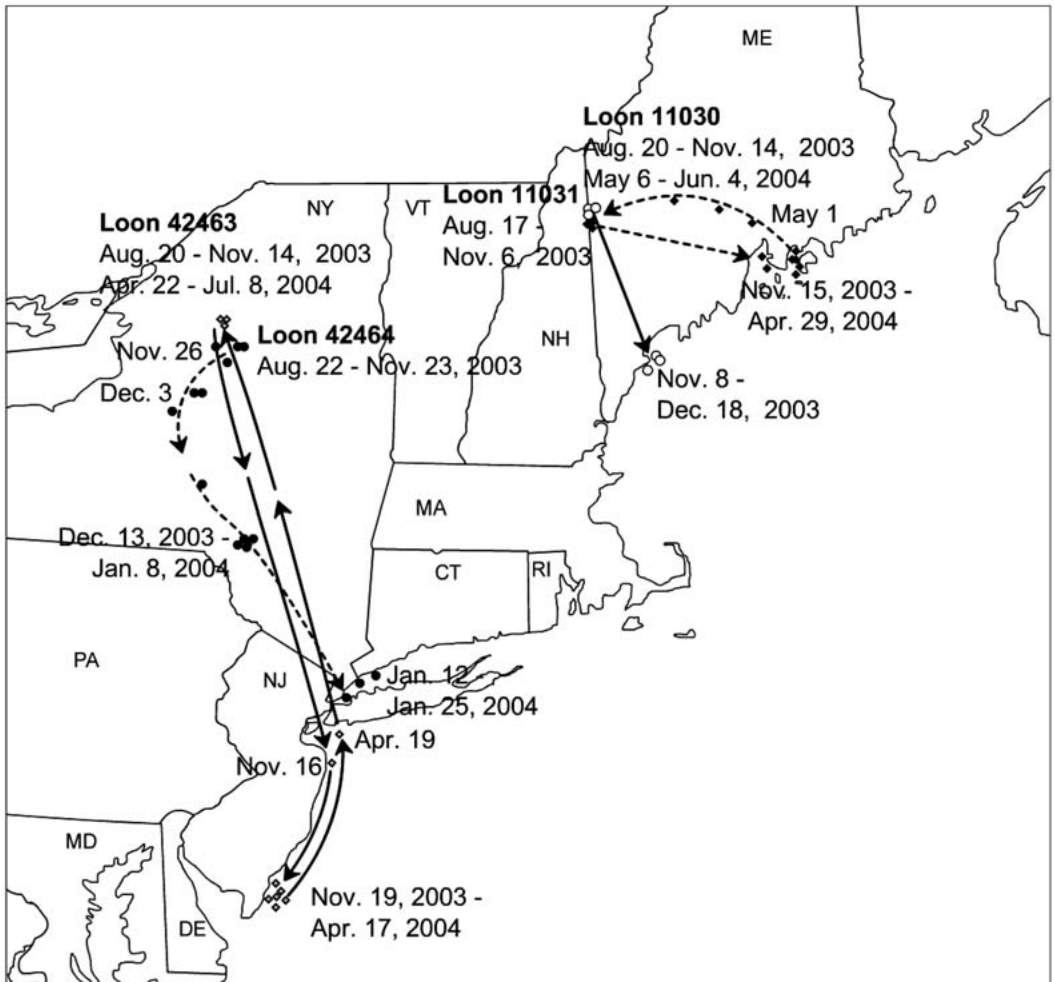 ME
Loon 11030
Aug. 20 - Nov. 14, 2003
May 6 - Jun. 4, 2004
Loon 11031
Aug. 17 -
Nov. 6, 2003
May 1
NY
VT
Loon 42463
Aug. 20 - Nov. 14, 2003
Apr. 22 - Jul. 8, 2004
Nov. 15, 2003 -
Apr. 29, 2004
Loon 42464
Aug. 22 - Nov. 23, 2003
NH
Nov. 26
Dec. 3
Nov. 8 -
Dec. 18, 2003
MA
Dec. 13, 2003 -
Jan. 8, 2004
CT
RI
PA
NJ
Jan. 12
Jan. 25, 2004
Apr. 19
Nov. 16
MD
Nov. 19, 2003 -
Apr. 17, 2004
DE